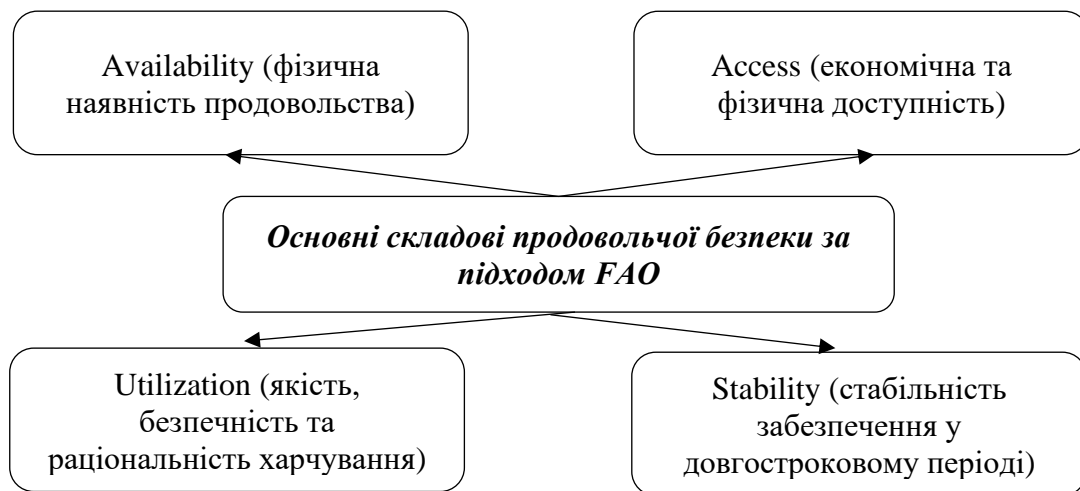 Availability (фізична
наявність продовольства)
Access (економічна та
фізична доступність)
Основні складові продовольчої безпеки за
підходом FAO
Utilization (якість,
безпечність та
раціональність харчування)
Stability (стабільність
забезпечення у
довгостроковому періоді)